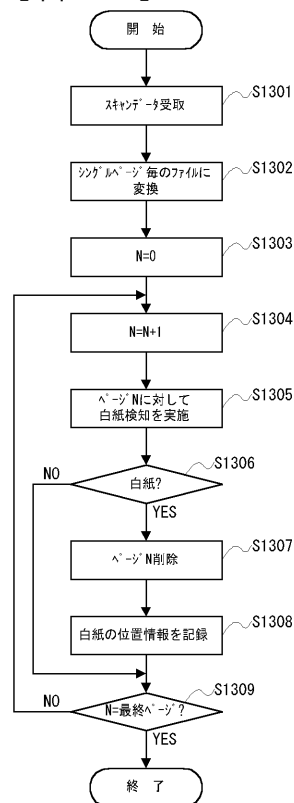 開 始
スキャンデータ受取
S1301
シングルページ毎のファイルに
変換
S1302
N=0
S1303
N=N+1
S1304
ページNに対して
白紙検知を実施
S1305
白紙?
S1306
NO
YES
ページN削除
S1307
白紙の位置情報を記録
S1308
N=最終ページ?
S1309
NO
YES
終 了